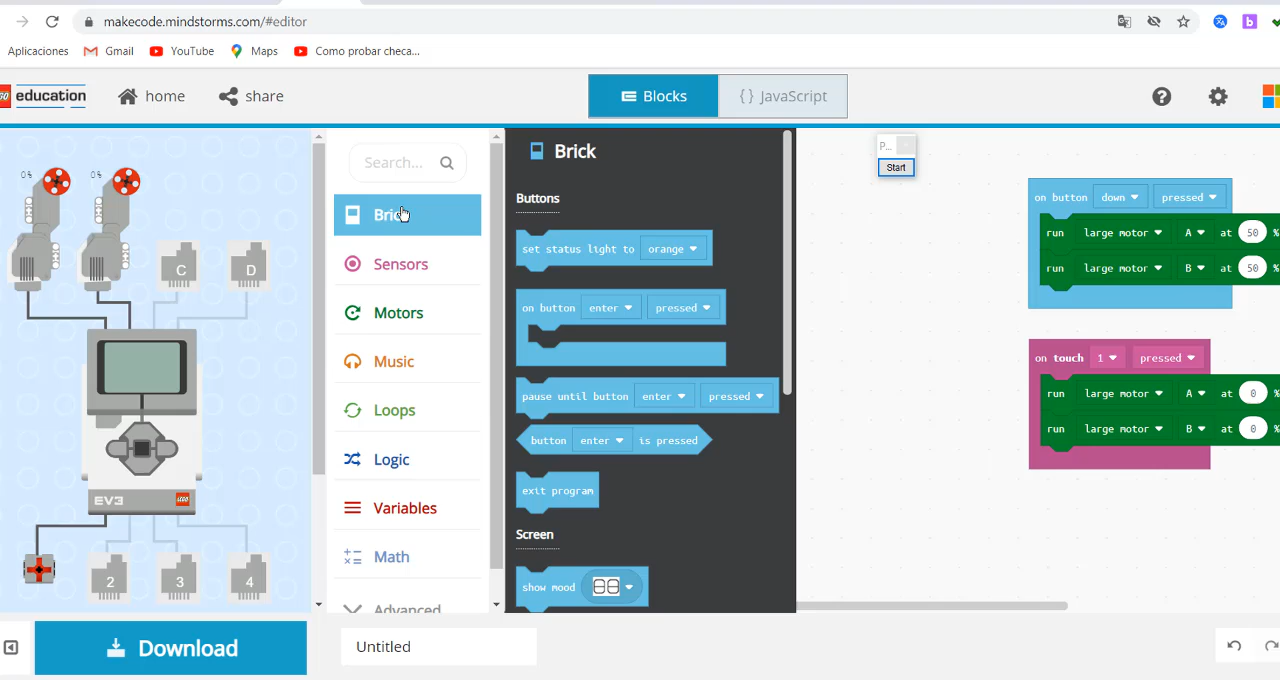 makecode.mindstorms.com/#editor
Aplicaciones Gmail YouTube Maps Como probar checa...
education home share Blocks { } JavaScript
Search...
Brick
Sensors
Motors
Music
Loops
Logic
Variables
Math
Advanced
Brick
Buttons
set status light to orange
on button enter pressed
pause until button enter pressed
button enter is pressed
exit program
Screen
show mood
P...
Start
on button down pressed
run large motor A at 50 %
run large motor B at 50 %
on touch 1 pressed
run large motor A at 0 %
run large motor B at 0 %
0% 0%
C D
EV3
2 3 4
Download Untitled